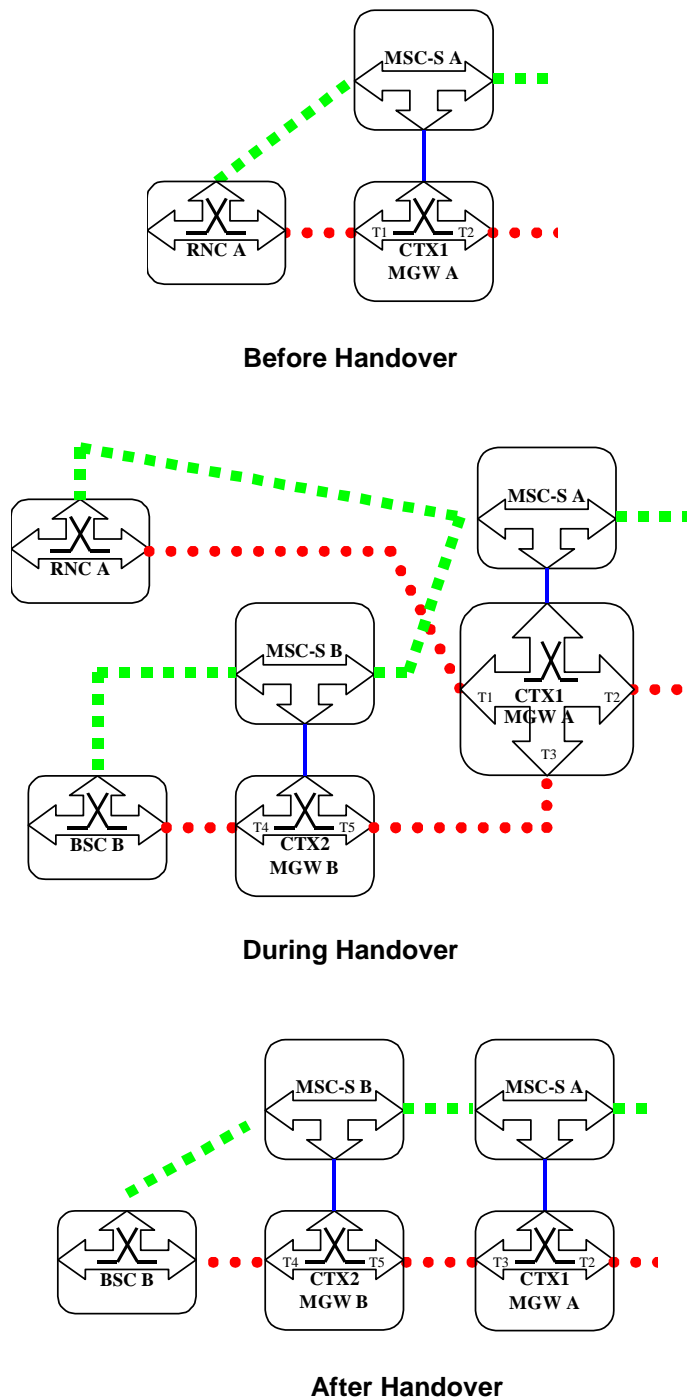 MSC-S A
RNC A
T1
T2
CTX1
MGW A
Before Handover
MSC-S A
RNC A
MSC-S B
T1
CTX1
T2
MGW A
T3
BSC B
T4
CTX2
T5
MGW B
During Handover
MSC-S B
MSC-S A
BSC B
T4
CTX2
T5
MGW B
T3
CTX1
T2
MGW A
After Handover